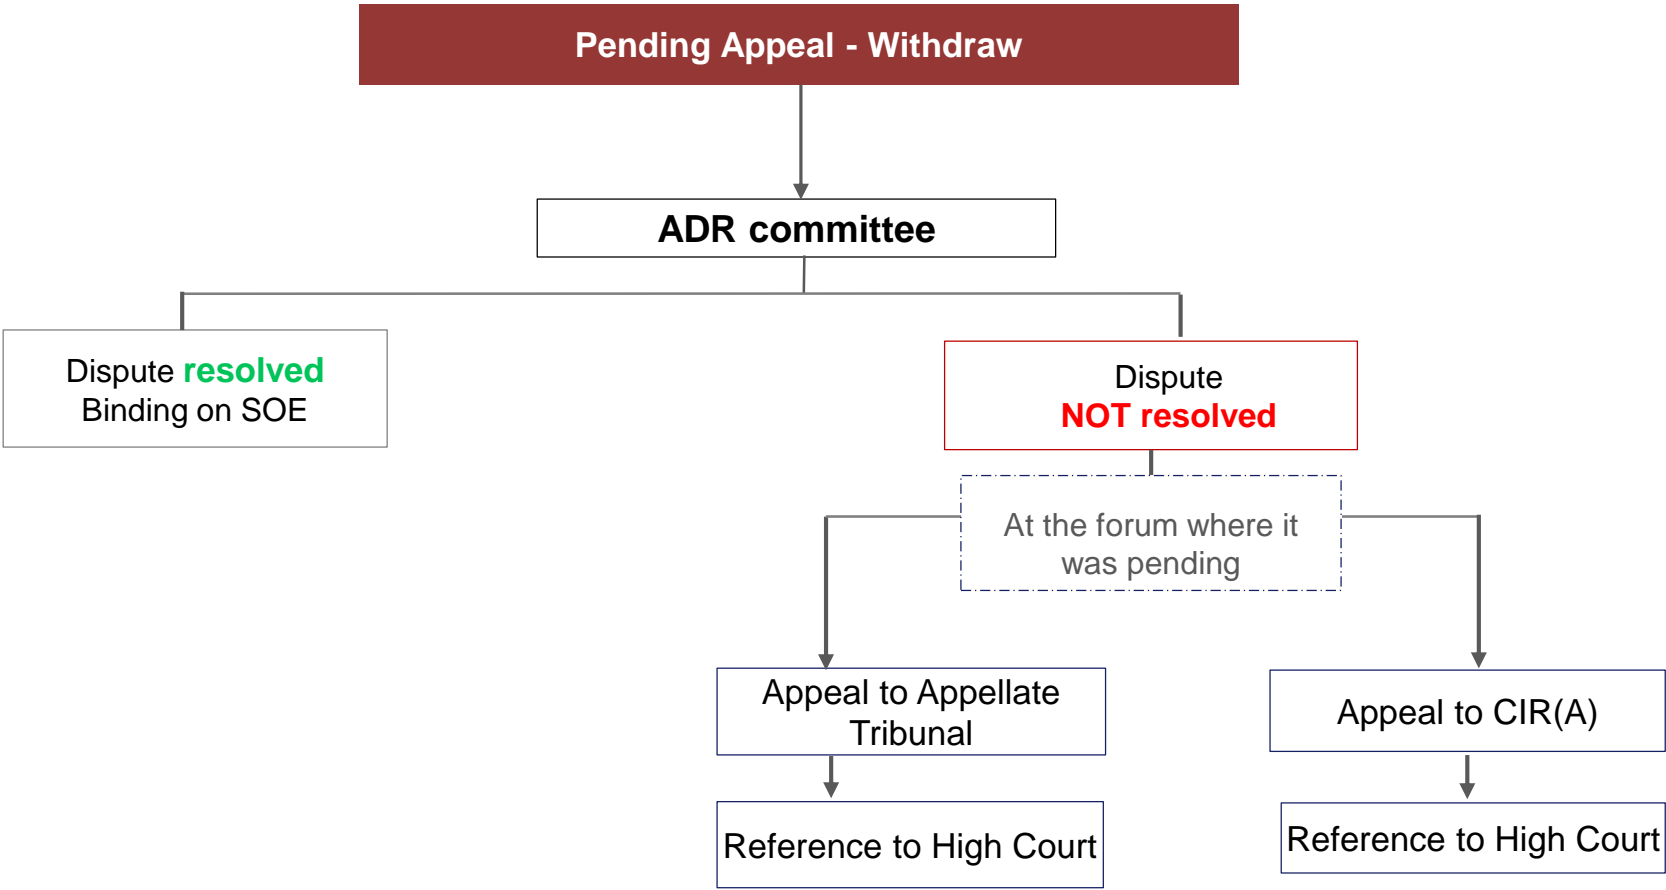 Pending Appeal - Withdraw
ADR committee
Dispute resolved
Binding on SOE
Dispute
NOT resolved
At the forum where it
was pending
Appeal to Appellate
Tribunal
Appeal to CIR(A)
Reference to High Court
Reference to High Court